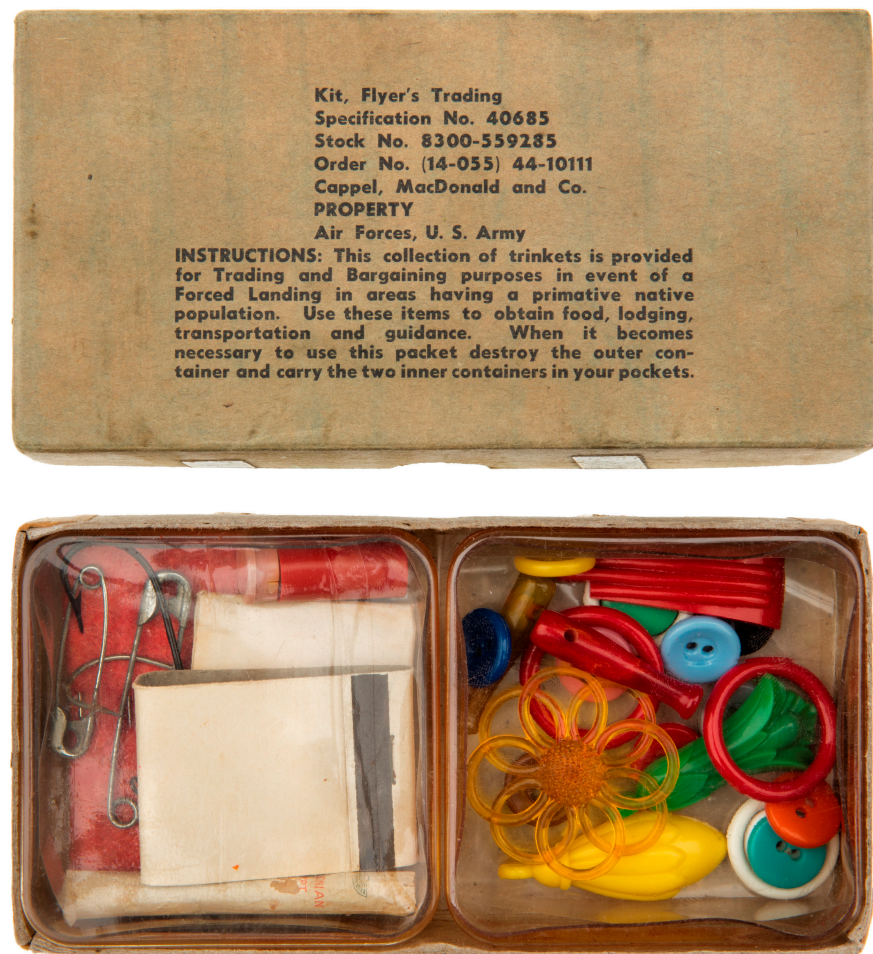 Kit, Flyer's Trading
Specification No. 40685
Stock No. 8300-559285
Order No. (14-055) 44-10111
Cappel, MacDonald and Co.
PROPERTY
Air Forces, U. S. Army
INSTRUCTIONS: This collection of trinkets is provided
for Trading and Bargaining purposes in event of a
Forced Landing in areas having a primative native
population. Use these items to obtain food, lodging,
transportation and guidance. When it becomes
necessary to use this packet destroy the outer con-
tainer and carry the two inner containers in your pockets.